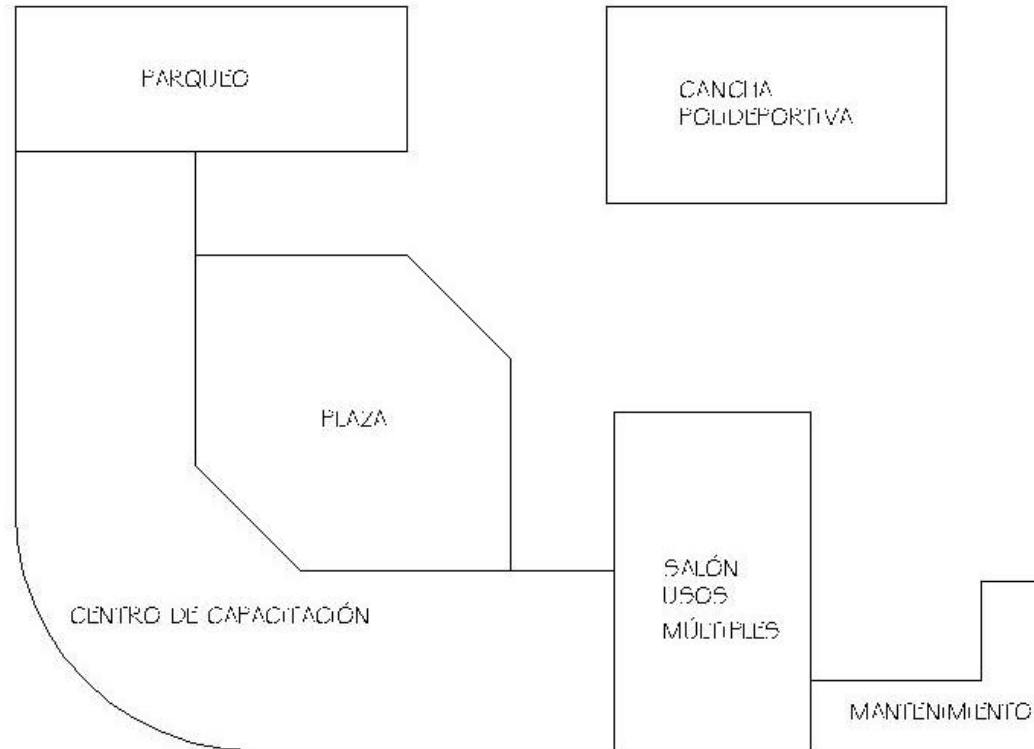 PARQUEO
CANCHA
POLIDEPORTIVA
PLAZA
SALÓN
USOS
MÚLTIPLES
CENTRO DE CAPACITACIÓN
MANTENIMIENTO